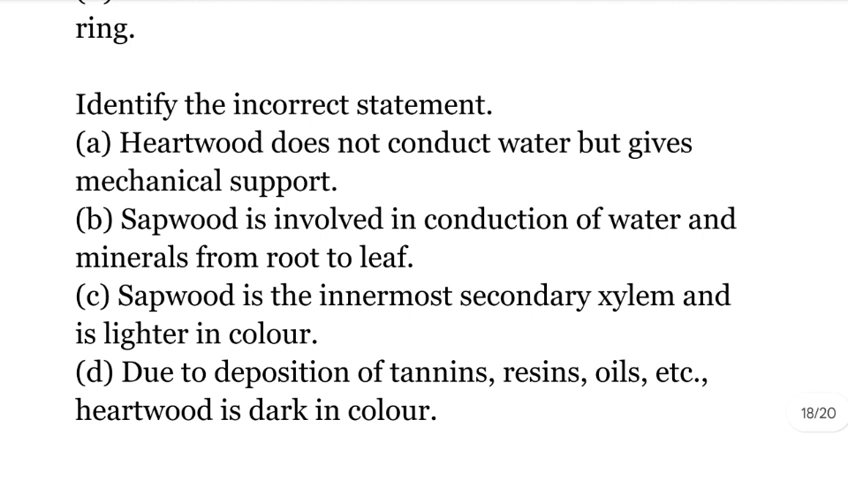 ring.
Identify the incorrect statement.
(a) Heartwood does not conduct water but gives
mechanical support.
(b) Sapwood is involved in conduction of water and
minerals from root to leaf.
(c) Sapwood is the innermost secondary xylem and
is lighter in colour.
(d) Due to deposition of tannins, resins, oils, etc.,
heartwood is dark in colour.
18/20